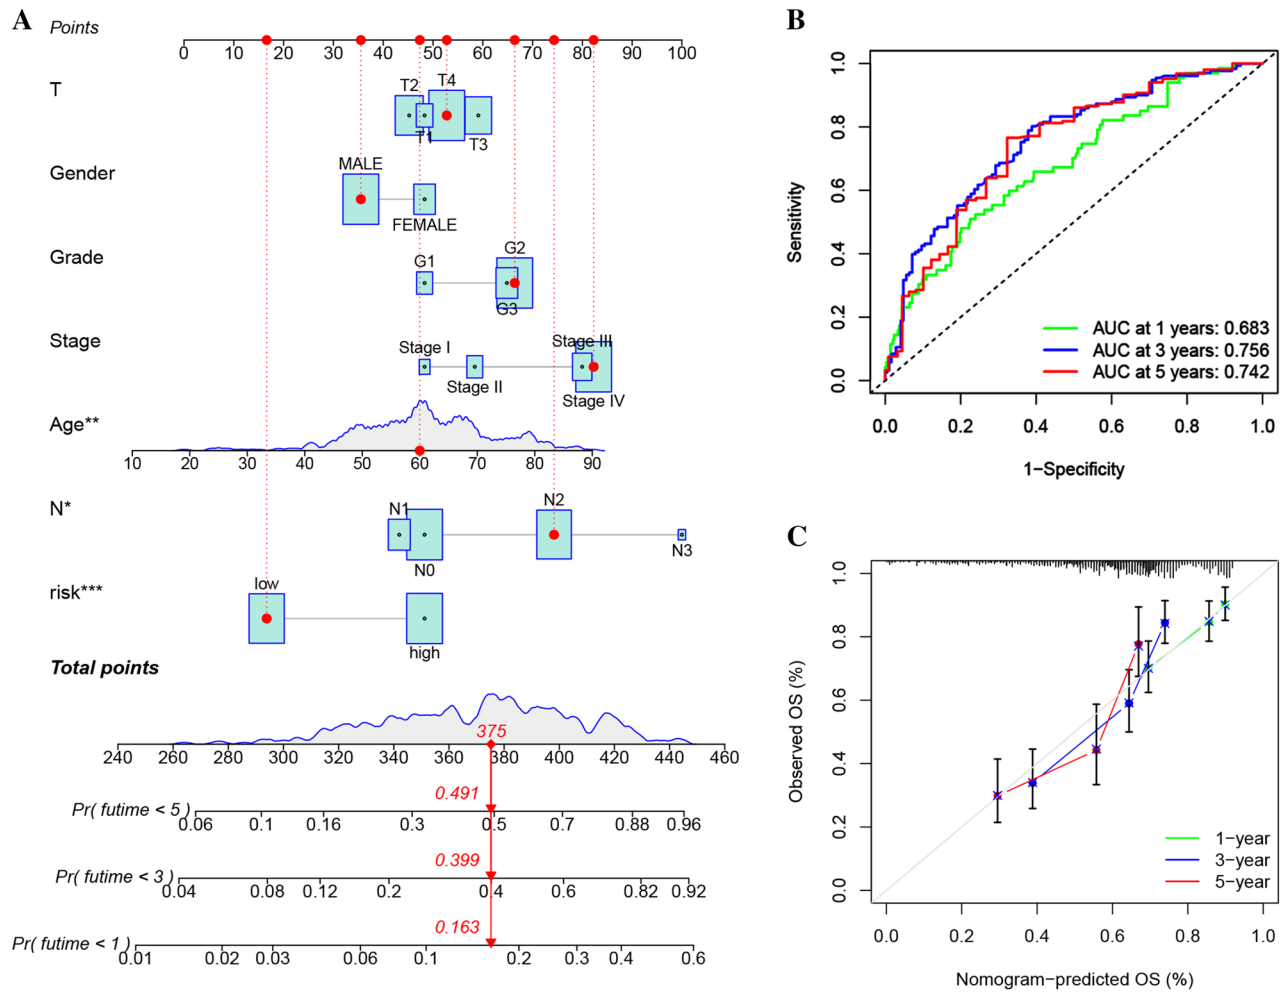 A
Points
0 10 20 30 40 50 60 70 80 90 100
T
T2 T4
T1 T3
Gender
MALE
FEMALE
Grade
G1 G2
G3
Stage
Stage I Stage III
Stage II Stage IV
Age**
10 20 30 40 50 60 70 80 90
N*
N1 N2
N0 N3
risk***
low
high
Total points
375
240 260 280 300 320 340 360 380 400 420 440 460
0.491
Pr( futime < 5 )
0.06 0.1 0.16 0.3 0.5 0.7 0.88 0.96
0.399
Pr( futime < 3 )
0.04 0.08 0.12 0.2 0.4 0.6 0.82 0.92
0.163
Pr( futime < 1 )
0.01 0.02 0.03 0.06 0.1 0.2 0.3 0.4 0.6
B
Sensitivity
1.0
0.8
0.6
0.4
0.2
0.0
AUC at 1 years: 0.683
AUC at 3 years: 0.756
AUC at 5 years: 0.742
0.0 0.2 0.4 0.6 0.8 1.0
1-Specificity
C
Observed OS (%)
1.0
0.8
0.6
0.4
0.2
0.0
1-year
3-year
5-year
0.0 0.2 0.4 0.6 0.8 1.0
Nomogram-predicted OS (%)